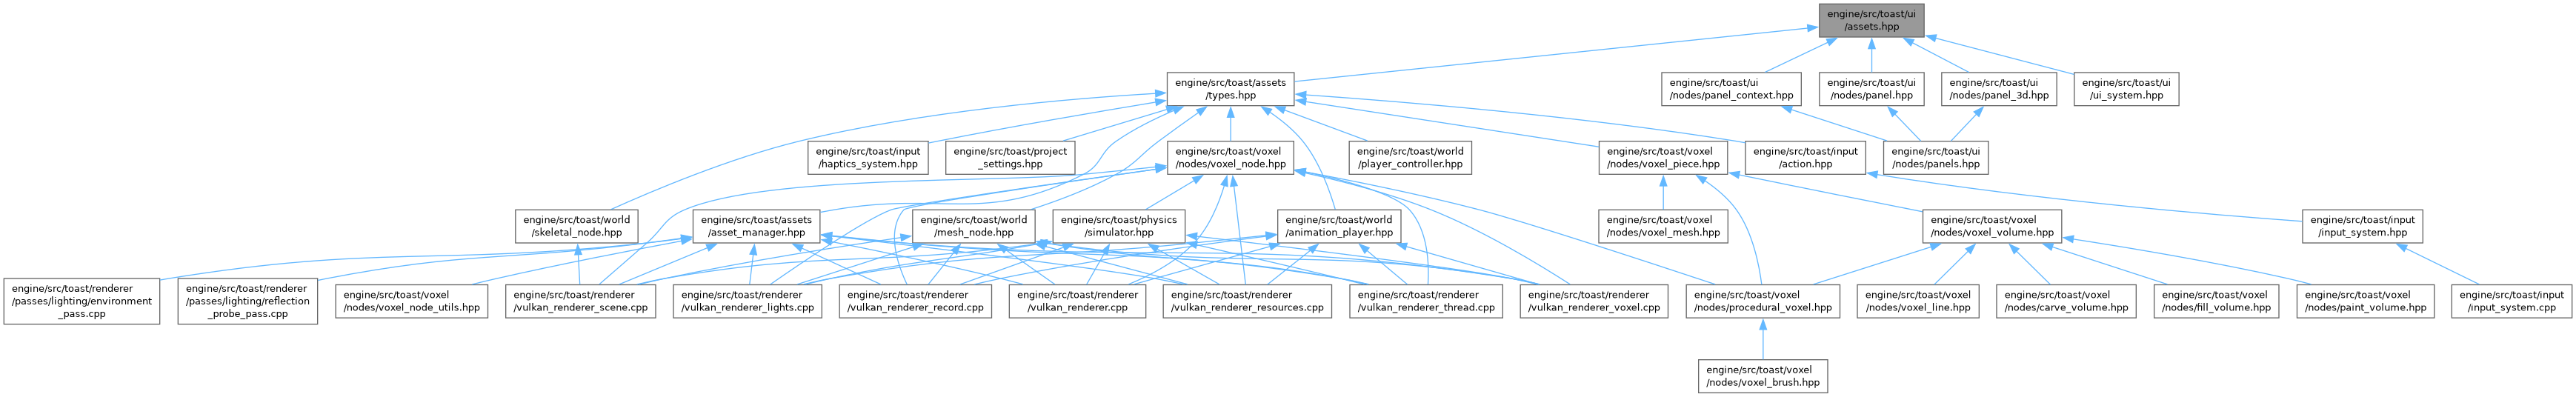 engine/src/toast/ui
/assets.hpp
engine/src/toast/assets
/types.hpp
engine/src/toast/ui
/nodes/panel_context.hpp
engine/src/toast/ui
/nodes/panel.hpp
engine/src/toast/ui
/nodes/panel_3d.hpp
engine/src/toast/ui
/ui_system.hpp
engine/src/toast/input
/haptics_system.hpp
engine/src/toast/project
_settings.hpp
engine/src/toast/voxel
/nodes/voxel_node.hpp
engine/src/toast/world
/player_controller.hpp
engine/src/toast/voxel
/nodes/voxel_piece.hpp
engine/src/toast/input
/action.hpp
engine/src/toast/ui
/nodes/panels.hpp
engine/src/toast/world
/skeletal_node.hpp
engine/src/toast/assets
/asset_manager.hpp
engine/src/toast/world
/mesh_node.hpp
engine/src/toast/physics
/simulator.hpp
engine/src/toast/world
/animation_player.hpp
engine/src/toast/voxel
/nodes/voxel_mesh.hpp
engine/src/toast/voxel
/nodes/voxel_volume.hpp
engine/src/toast/input
/input_system.hpp
engine/src/toast/renderer
/passes/lighting/environment
_pass.cpp
engine/src/toast/renderer
/passes/lighting/reflection
_probe_pass.cpp
engine/src/toast/voxel
/nodes/voxel_node_utils.hpp
engine/src/toast/renderer
/vulkan_renderer_scene.cpp
engine/src/toast/renderer
/vulkan_renderer_lights.cpp
engine/src/toast/renderer
/vulkan_renderer_record.cpp
engine/src/toast/renderer
/vulkan_renderer.cpp
engine/src/toast/renderer
/vulkan_renderer_resources.cpp
engine/src/toast/renderer
/vulkan_renderer_thread.cpp
engine/src/toast/renderer
/vulkan_renderer_voxel.cpp
engine/src/toast/voxel
/nodes/procedural_voxel.hpp
engine/src/toast/voxel
/nodes/voxel_line.hpp
engine/src/toast/voxel
/nodes/carve_volume.hpp
engine/src/toast/voxel
/nodes/fill_volume.hpp
engine/src/toast/voxel
/nodes/paint_volume.hpp
engine/src/toast/input
/input_system.cpp
engine/src/toast/voxel
/nodes/voxel_brush.hpp